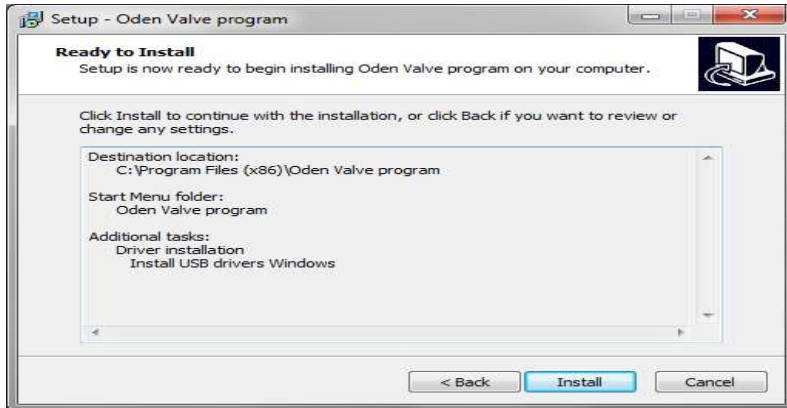 Setup - Oden Valve program
Ready to Install
Setup is now ready to begin installing Oden Valve program on your computer.
Click Install to continue with the installation, or click Back if you want to review or
change any settings.
Destination location:
C:\Program Files (x86)\Oden Valve program
Start Menu folder:
Oden Valve program
Additional tasks:
Driver installation
Install USB drivers Windows
< Back
Install
Cancel